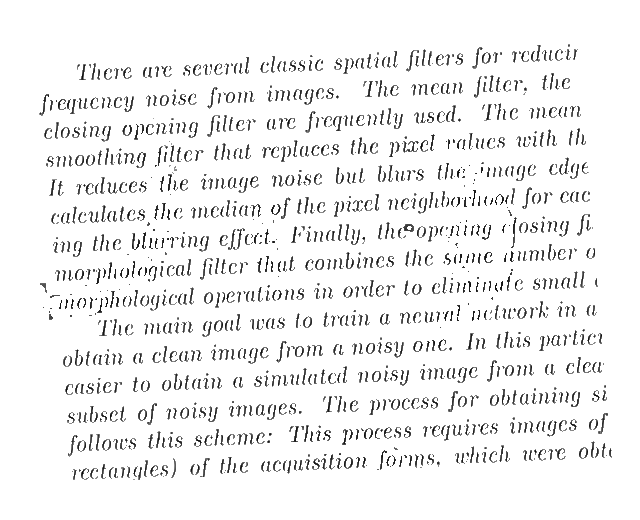 There are several classic spatial filters for reducin
frequency noise from images. The mean filter, the
closing opening filter are frequently used. The mean
smoothing filter that replaces the pixel values with th
It reduces the image noise but blurs the image edge
calculates the median of the pixel neighborhood for eac
ing the blurring effect. Finally, the opening closing fi
morphological filter that combines the same number o
morphological operations in order to eliminate small
The main goal was to train a neural network in a
obtain a clean image from a noisy one. In this particu
easier to obtain a simulated noisy image from a clea
subset of noisy images. The process for obtaining si
follows this scheme: This process requires images of
rectangles) of the acquisition forms, which were obt